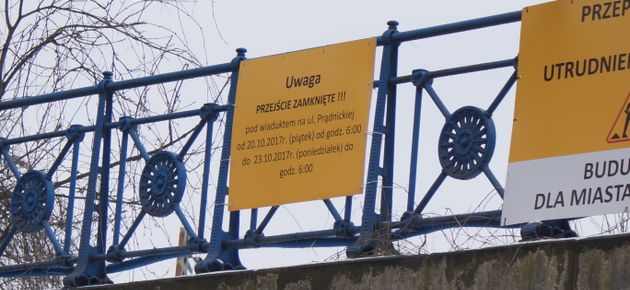 Uwaga
PRZEJŚCIE ZAMKNIĘTE !!!
pod wiaduktem na ul. Prądnickiej
od 20.10.2017r. (piątek) od godz. 6:00
do 23.10.2017r. (poniedziałek) do
godz. 6:00
PRZEP
UTRUDNIE
BUDU
DLA MIASTA